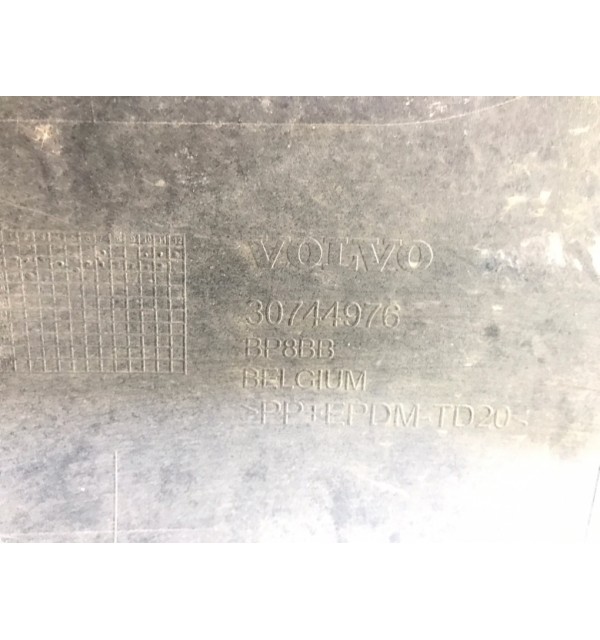 VOLVO
30744976
BP8BB
BELGIUM
>PP+EPDM-TD20<